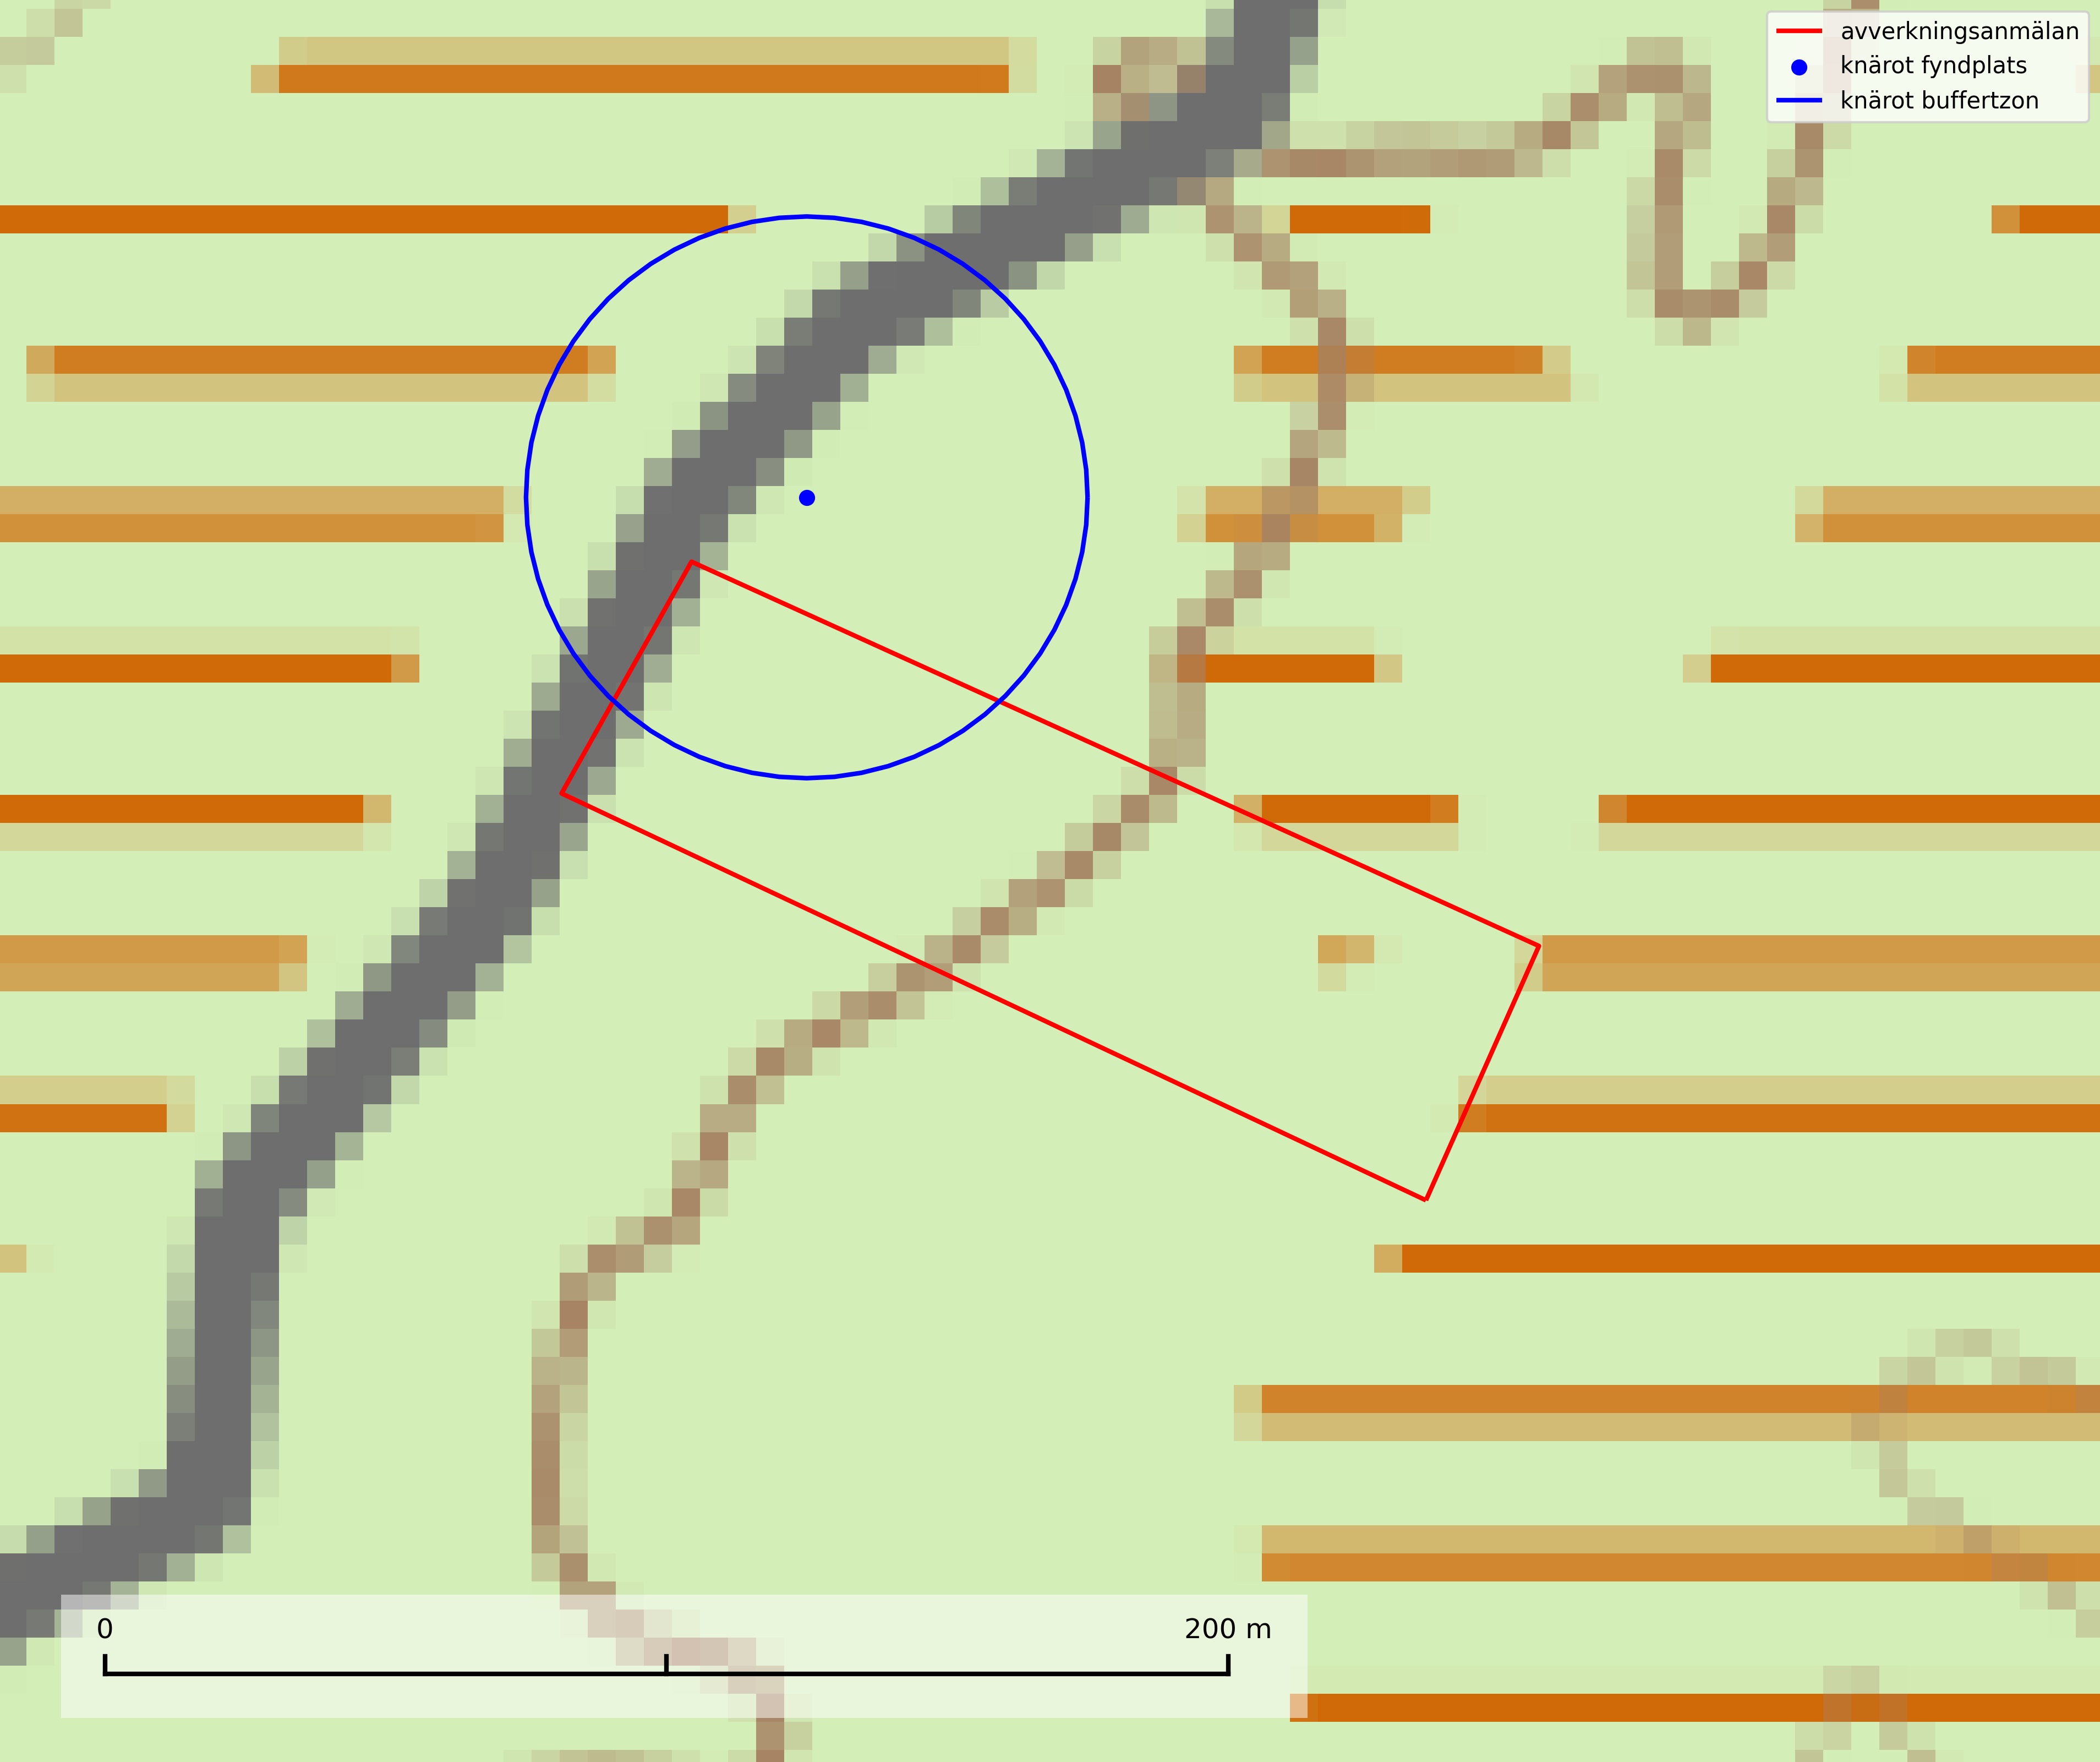 avverkningsanmälan
knärot fyndplats
knärot buffertzon
0
200 m